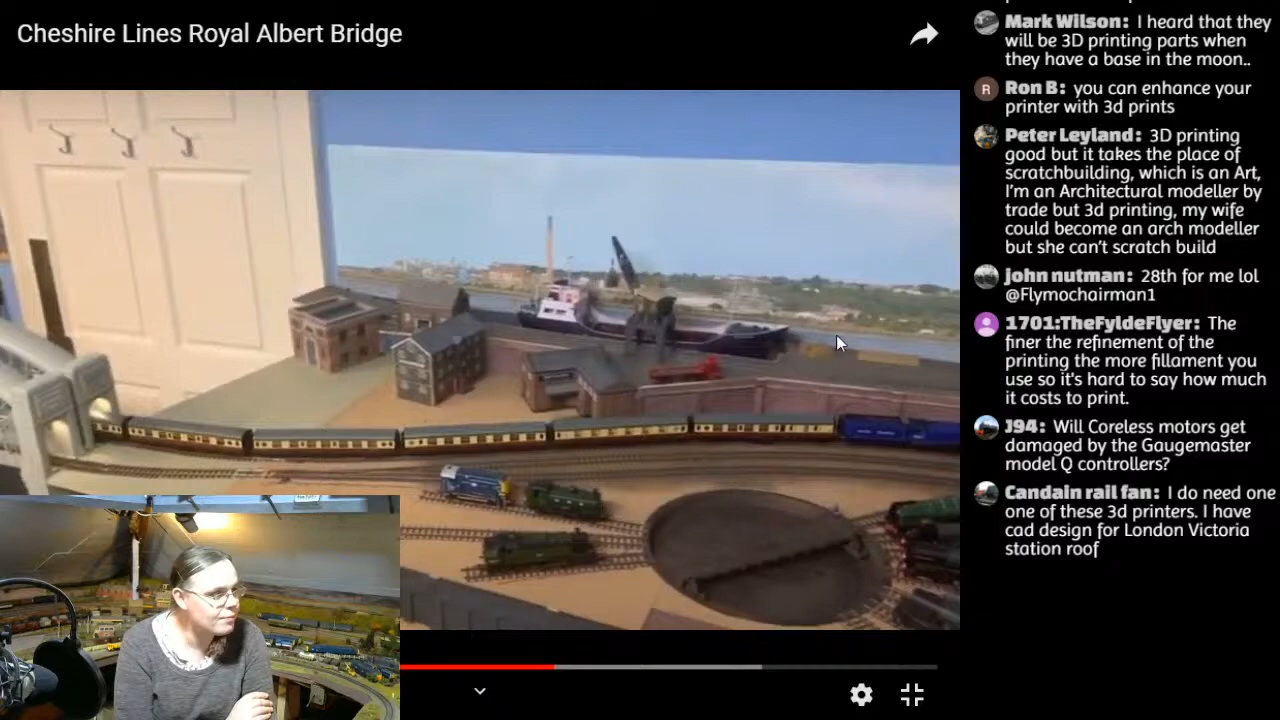 Cheshire Lines Royal Albert Bridge
Mark Wilson: I heard that they
will be 3D printing parts when
they have a base in the moon..
R
Ron B: you can enhance your
printer with 3d prints
Peter Leyland: 3D printing
good but it takes the place of
scratchbuilding, which is an Art,
I'm an Architectural modeller by
trade but 3d printing, my wife
could become an arch modeller
but she can't scratch build
john nutman: 28th for me lol
@Flymochairman1
1701:TheFyldeFlyer: The
finer the refinement of the
printing the more fillament you
use so it's hard to say how much
it costs to print.
J94: Will Coreless motors get
damaged by the Gaugemaster
model Q controllers?
Candain rail fan: I do need one
one of these 3d printers. I have
cad design for London Victoria
station roof